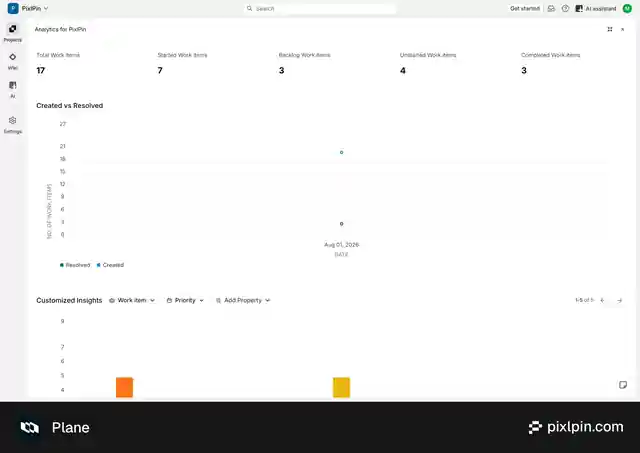 P PixlPin
Search
Get started
AI assistant
M
Projects
Wiki
AI
Settings
Analytics for PixlPin
Total Work items
17
Started Work items
7
Backlog Work items
3
Unstarted Work items
4
Completed Work items
3
Created vs Resolved
27
21
18
15
12
9
6
3
0
NO. OF WORK ITEMS
Aug 01, 2026
DATE
Resolved
Created
Customized Insights
Work item
Priority
Add Property
1-5 of 5
9
7
6
5
4
Plane
pixlpin.com